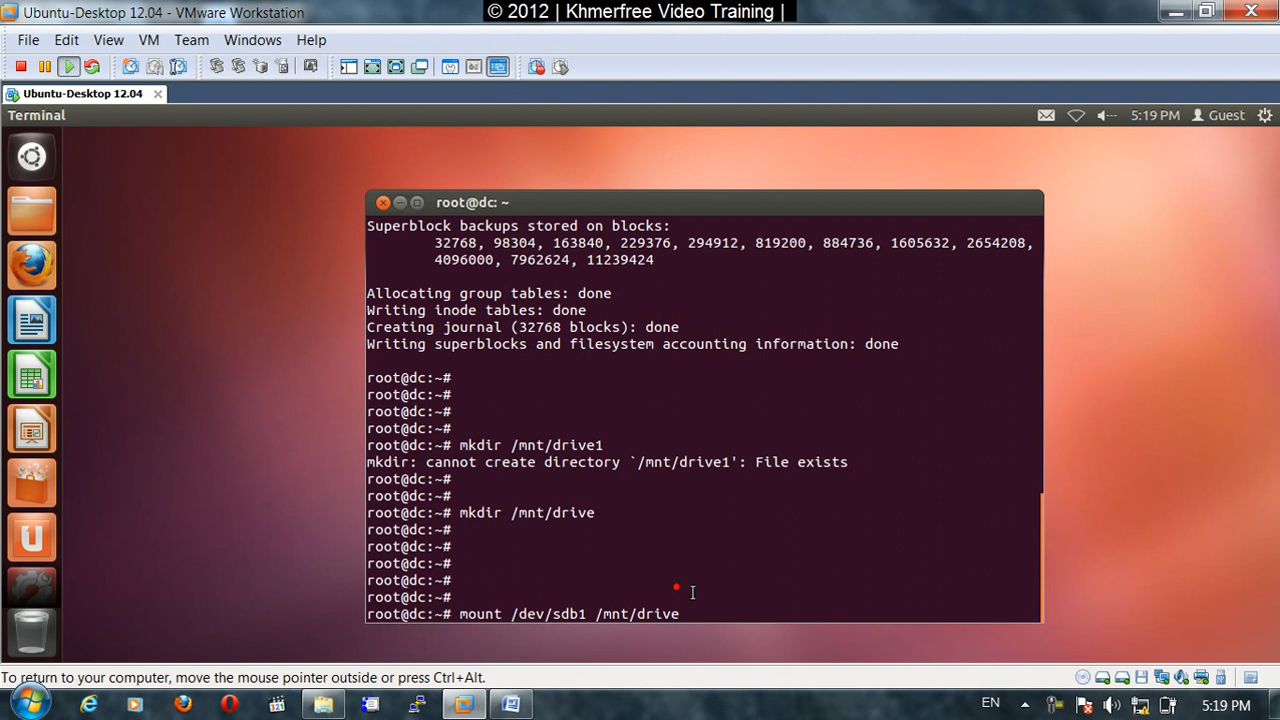 Ubuntu-Desktop 12.04 - VMware Workstation
© 2012 | Khmerfree Video Training |
File Edit View VM Team Windows Help
Ubuntu-Desktop 12.04
Terminal
5:19 PM Guest
root@dc: ~
Superblock backups stored on blocks:
32768, 98304, 163840, 229376, 294912, 819200, 884736, 1605632, 2654208,
4096000, 7962624, 11239424
Allocating group tables: done
Writing inode tables: done
Creating journal (32768 blocks): done
Writing superblocks and filesystem accounting information: done
root@dc:~#
root@dc:~#
root@dc:~#
root@dc:~#
root@dc:~# mkdir /mnt/drive1
mkdir: cannot create directory `/mnt/drive1': File exists
root@dc:~#
root@dc:~#
root@dc:~# mkdir /mnt/drive
root@dc:~#
root@dc:~#
root@dc:~#
root@dc:~#
root@dc:~#
root@dc:~# mount /dev/sdb1 /mnt/drive
To return to your computer, move the mouse pointer outside or press Ctrl+Alt.
EN
5:19 PM